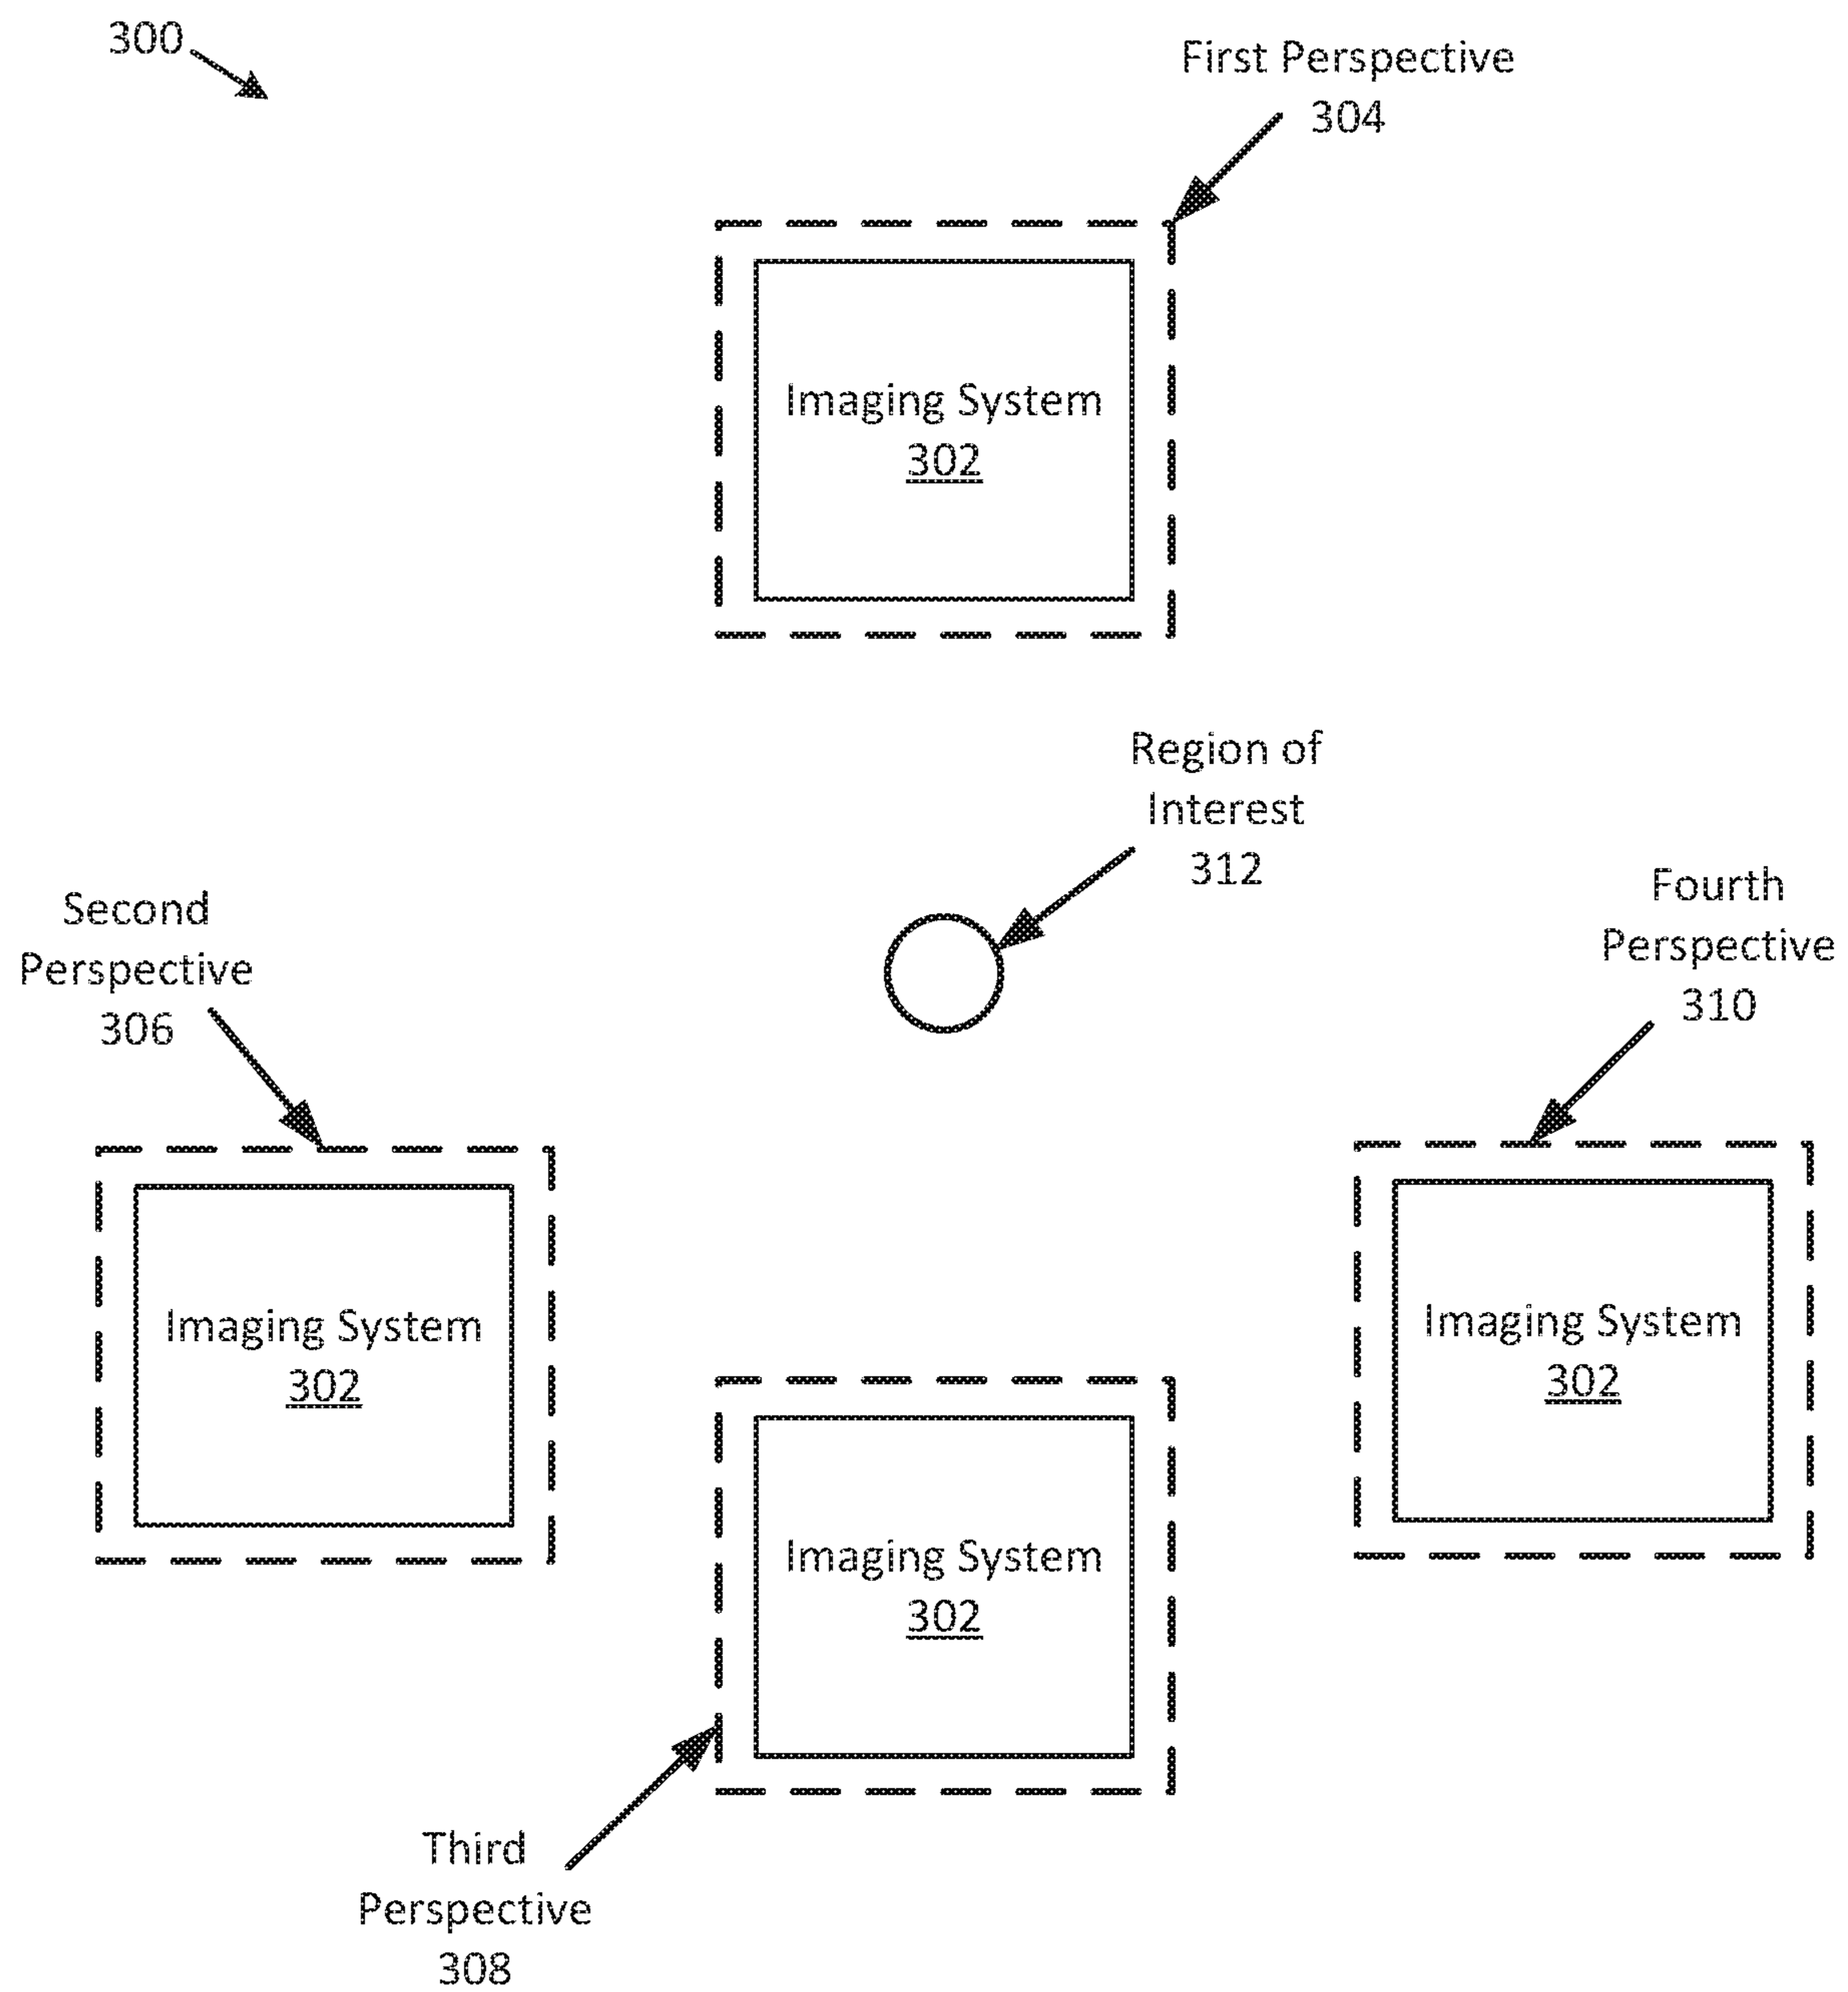 300
First Perspective
304
Imaging System
302
Region of
Interest
312
Second
Perspective
306
Fourth
Perspective
310
Imaging System
302
Imaging System
302
Imaging System
302
Third
Perspective
308